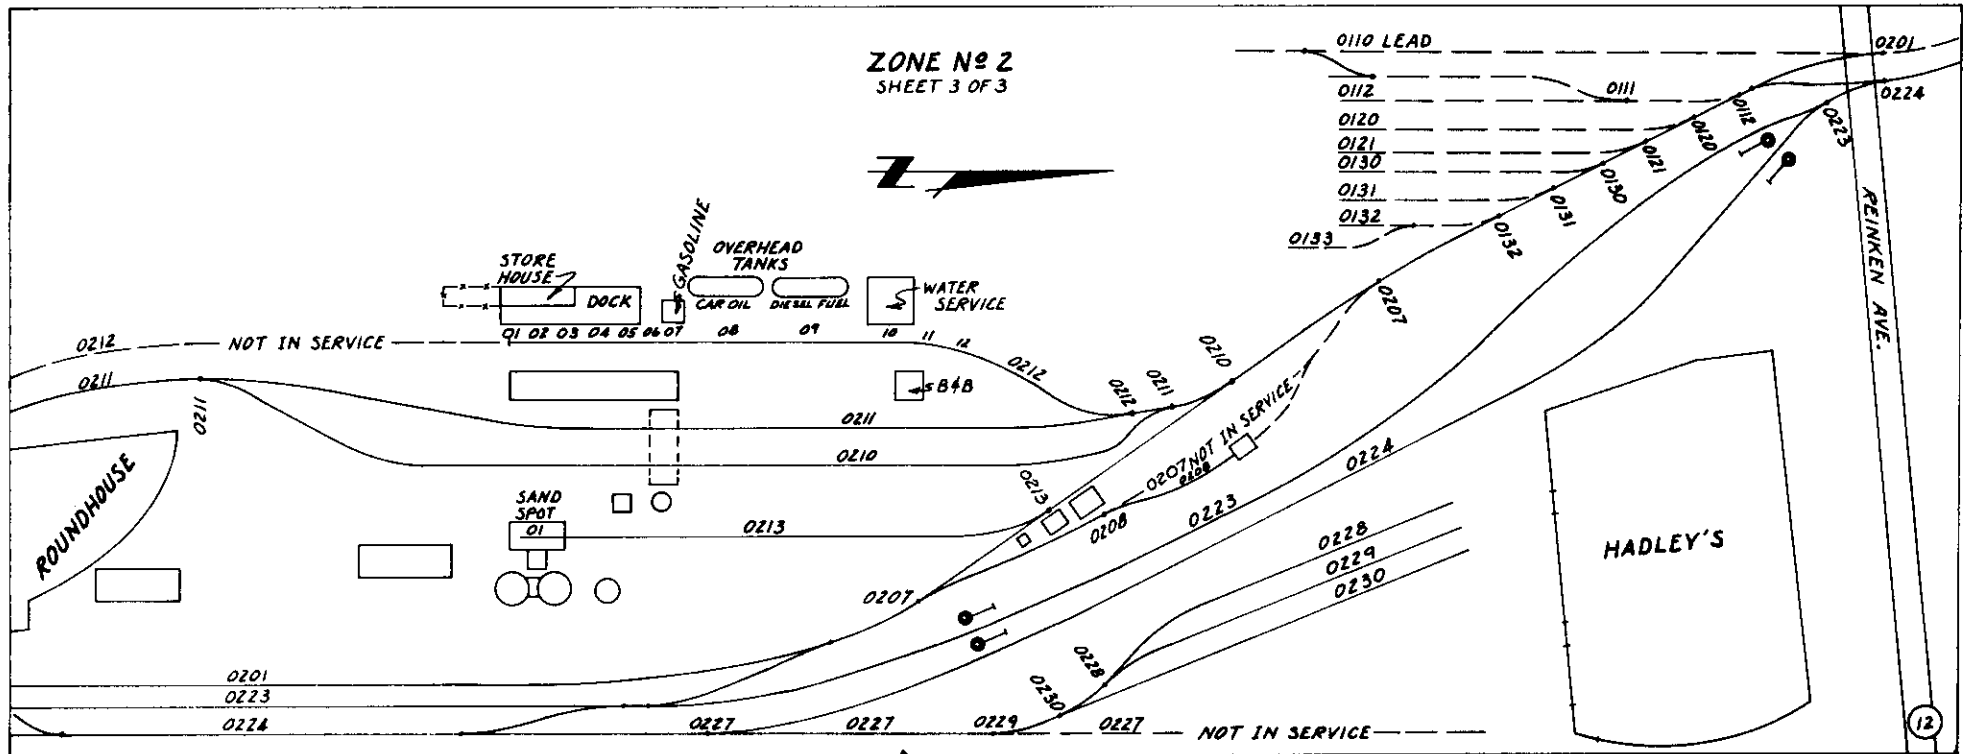 ZONE Nº 2
SHEET 3 OF 3
0110 LEAD
0201
0111
0112
0224
0112
0120
0120
0223
0121
0121
0130
0130
0131
0131
0132
0132
0133
REINKEN AVE.
STORE
HOUSE
DOCK
GASOLINE
OVERHEAD
TANKS
CAR OIL
DIESEL FUEL
WATER
SERVICE
01 02 03 04 05 06 07 08 09 10 11 12
0207
0212
NOT IN SERVICE
0212
0210
0211
0211
0212
0211
B&B
0211
0207 NOT IN SERVICE
0208
0224
0210
ROUNDHOUSE
SAND
SPOT
01
0213
0213
0208
0223
0228
0229
0230
HADLEY'S
0207
0201
0223
0228
0230
0224
0227
0227
0229
0227
NOT IN SERVICE
12